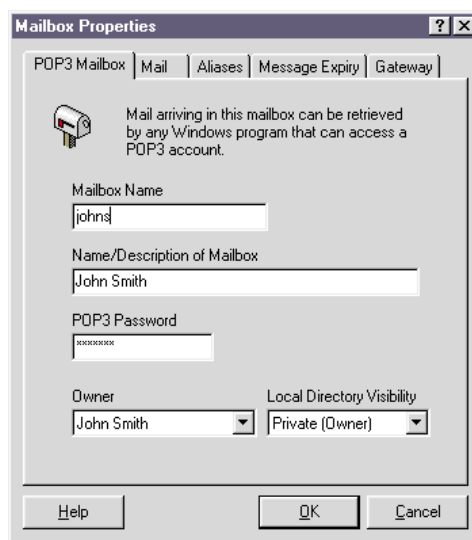 Mailbox Properties
POP3 Mailbox Mail Aliases Message Expiry Gateway
Mail arriving in this mailbox can be retrieved
by any Windows program that can access a
POP3 account.
Mailbox Name
johns
Name/Description of Mailbox
John Smith
POP3 Password
*******
Owner Local Directory Visibility
John Smith Private (Owner)
Help OK Cancel